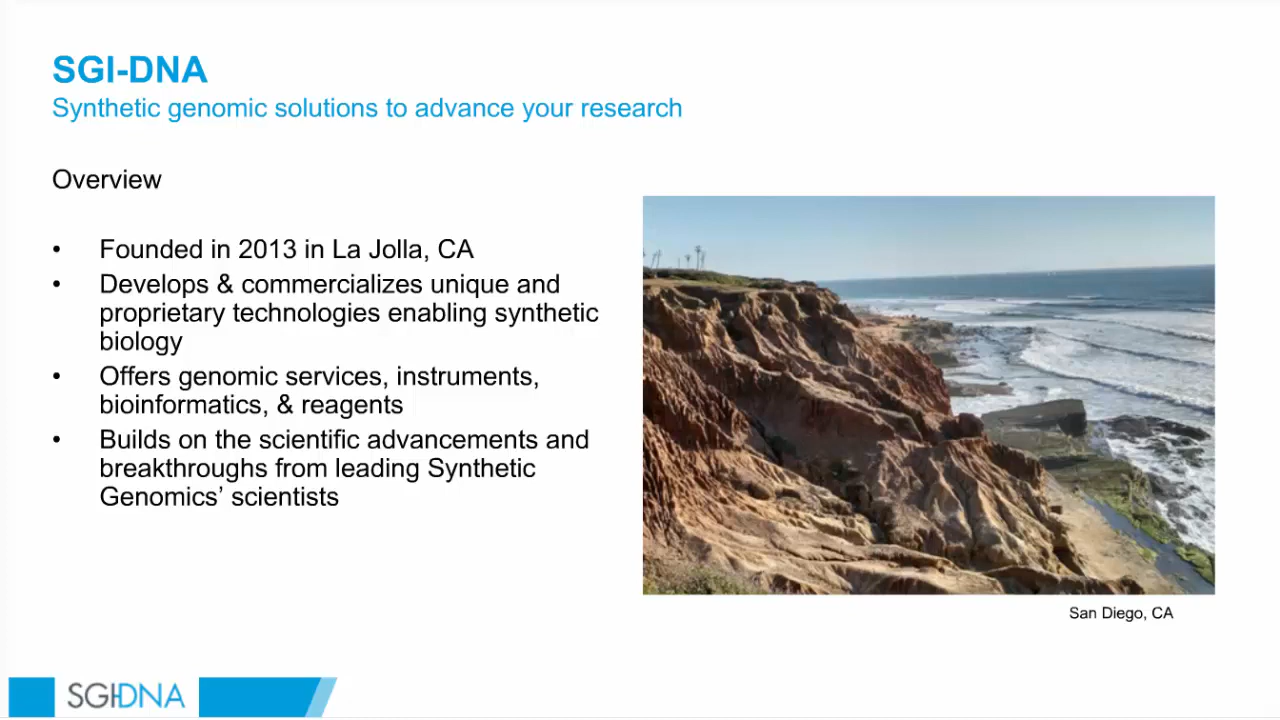 SGI-DNA
Synthetic genomic solutions to advance your research
Overview
• Founded in 2013 in La Jolla, CA
• Develops & commercializes unique and
proprietary technologies enabling synthetic
biology
• Offers genomic services, instruments,
bioinformatics, & reagents
• Builds on the scientific advancements and
breakthroughs from leading Synthetic
Genomics’ scientists
San Diego, CA
SGI-DNA